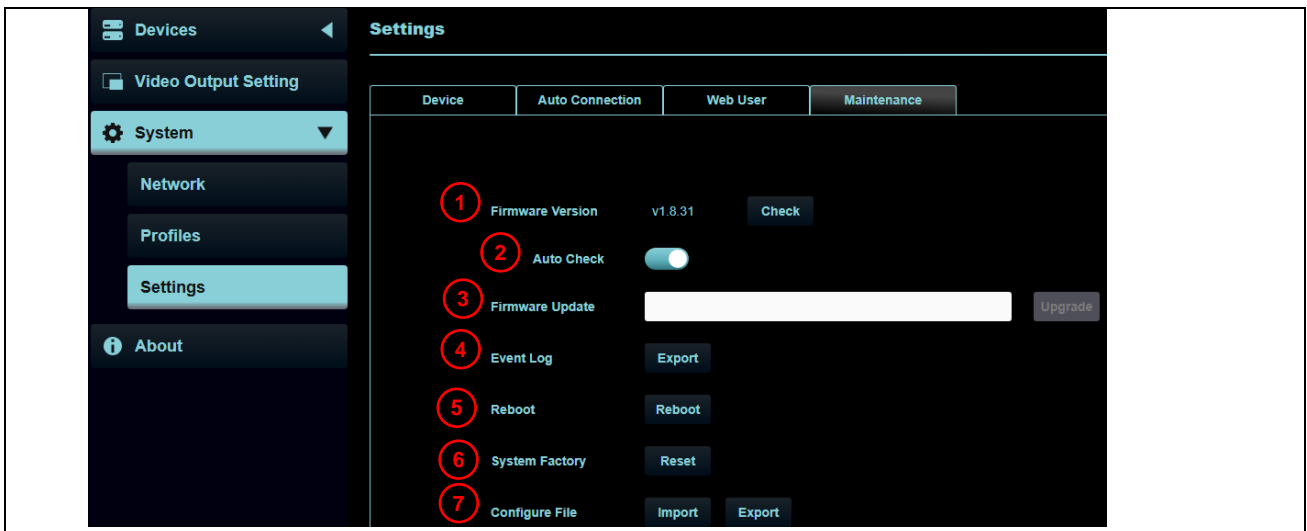 Devices
Settings
Video Output Setting
Device Auto Connection Web User Maintenance
System
Network
1 Firmware Version v1.8.31 Check
Profiles
2 Auto Check
Settings
3 Firmware Update Upgrade
About
4 Event Log Export
5 Reboot Reboot
6 System Factory Reset
7 Configure File Import Export